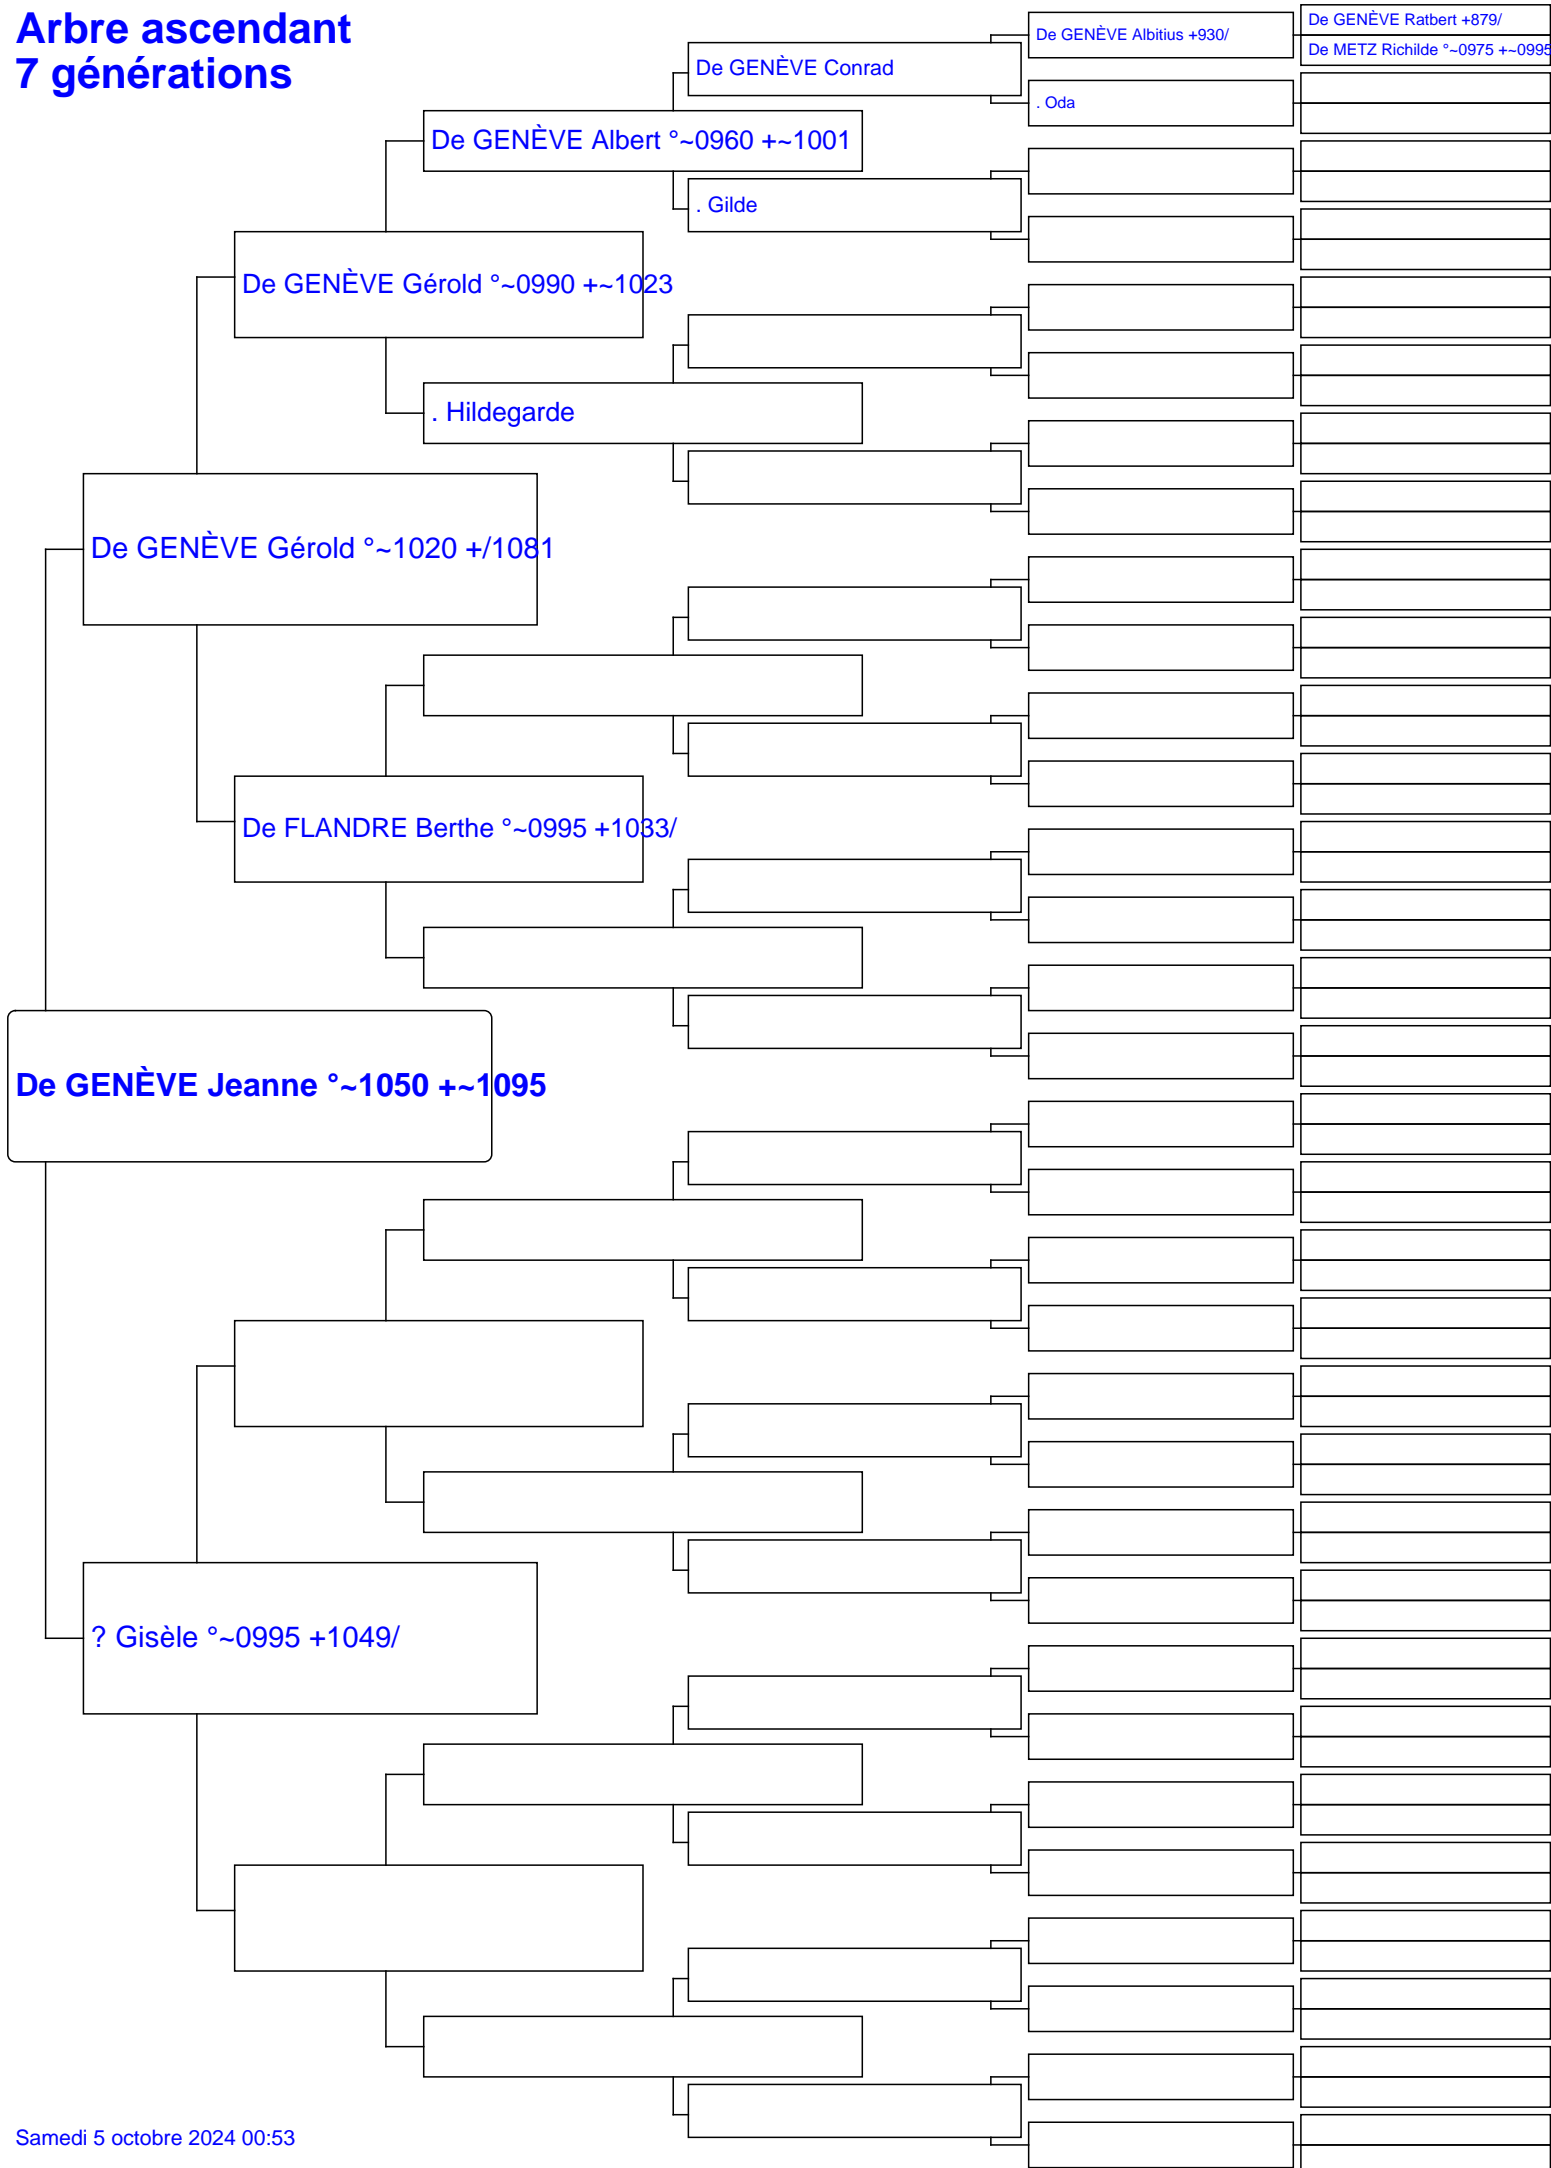 Arbre ascendant
7 générations
De GENÈVE Ratbert +879/
De GENÈVE Albitius +930/
De METZ Richilde °~0975 +~0995
De GENÈVE Conrad
. Oda
De GENÈVE Albert °~0960 +~1001
. Gilde
De GENÈVE Gérold °~0990 +~1023
. Hildegarde
De GENÈVE Gérold °~1020 +/1081
De FLANDRE Berthe °~0995 +1033/
De GENÈVE Jeanne °~1050 +~1095
? Gisèle °~0995 +1049/
Samedi 5 octobre 2024 00:53